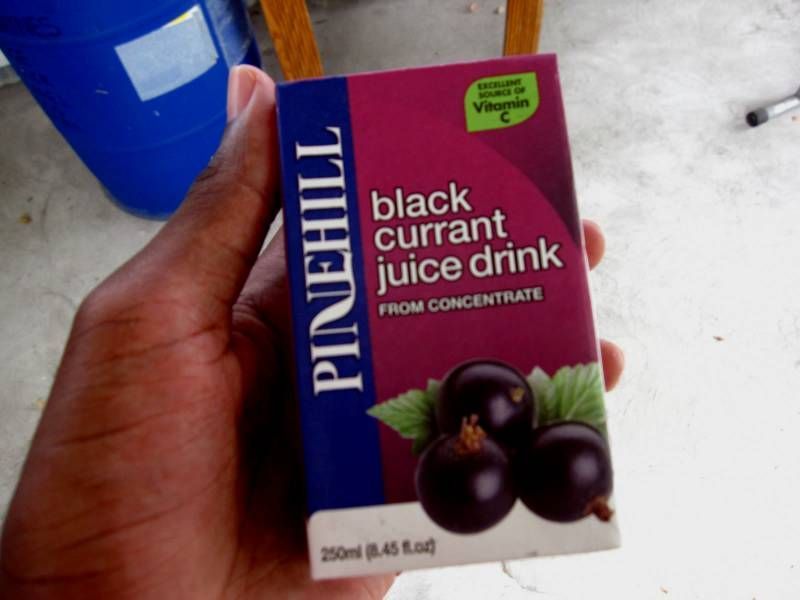 EXCELLENT
SOURCE OF
Vitamin
C
PINEHILL
black
currant
juice drink
FROM CONCENTRATE
250ml (8.45 fl.oz)